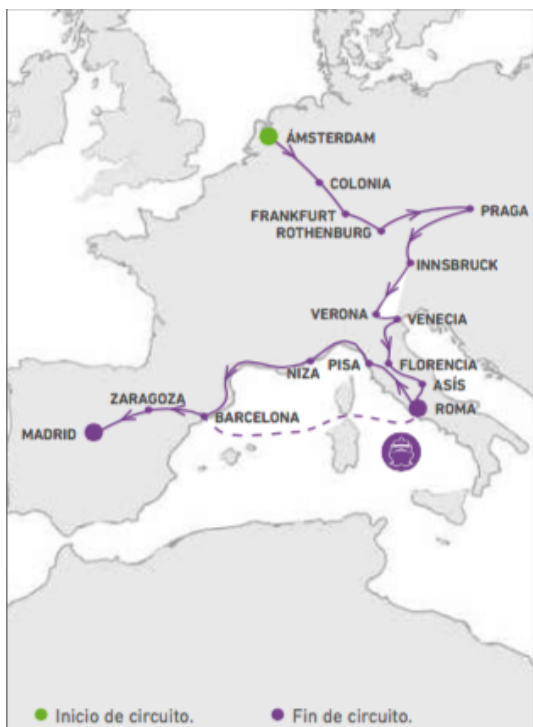 ÁMSTERDAM
COLONIA
FRANKFURT
ROTHENBURG
PRAGA
INNSBRUCK
VERONA
VENECIA
NIZA
PISA
FLORENCIA
ASÍS
ZARAGOZA
BARCELONA
ROMA
MADRID
Inicio de circuito.
Fin de circuito.